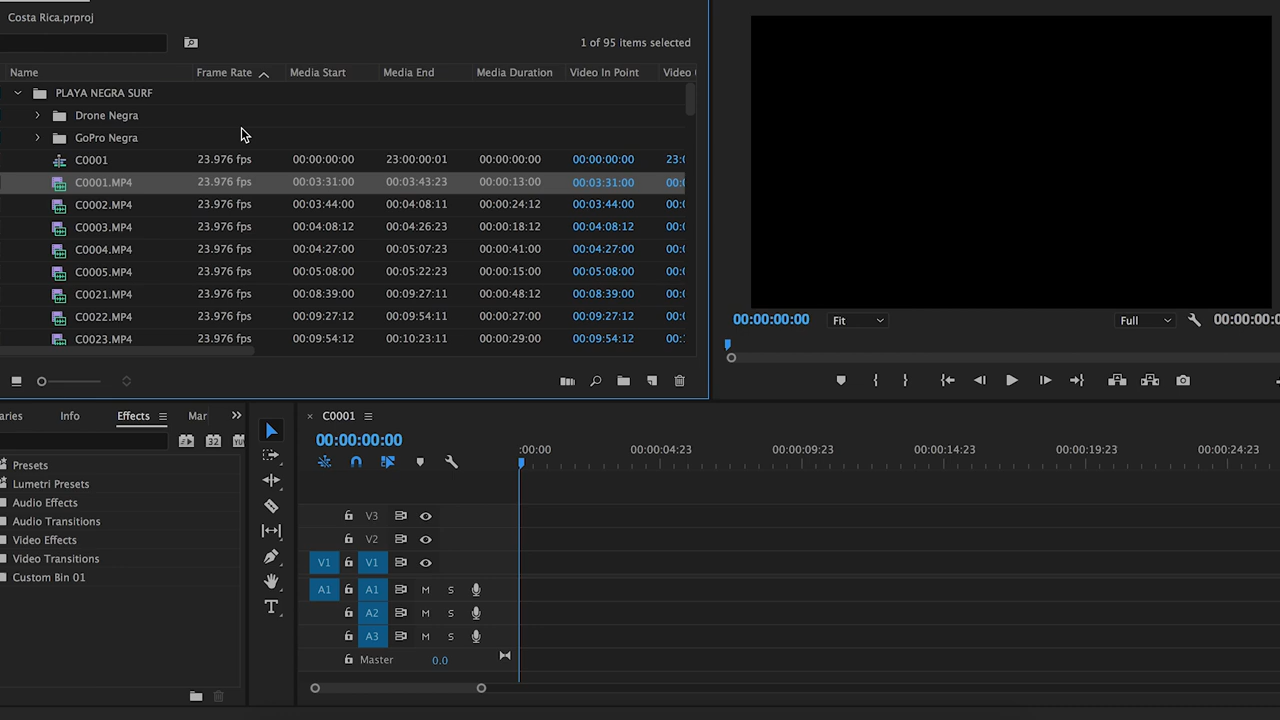 Costa Rica.prproj
1 of 95 items selected
Name Frame Rate Media Start Media End Media Duration Video In Point Video
PLAYA NEGRA SURF
Drone Negra
GoPro Negra
C0001 23.976 fps 00:00:00:00 23:00:00:01 00:00:00:00 00:00:00:00 23:0
C0001.MP4 23.976 fps 00:03:31:00 00:03:43:23 00:00:13:00 00:03:31:00 00:0
C0002.MP4 23.976 fps 00:03:44:00 00:04:08:11 00:00:24:12 00:03:44:00 00:0
C0003.MP4 23.976 fps 00:04:08:12 00:04:26:23 00:00:18:12 00:04:08:12 00:0
C0004.MP4 23.976 fps 00:04:27:00 00:05:07:23 00:00:41:00 00:04:27:00 00:0
C0005.MP4 23.976 fps 00:05:08:00 00:05:22:23 00:00:15:00 00:05:08:00 00:0
C0021.MP4 23.976 fps 00:08:39:00 00:09:27:11 00:00:48:12 00:08:39:00 00:0
C0022.MP4 23.976 fps 00:09:27:12 00:09:54:11 00:00:27:00 00:09:27:12 00:0
C0023.MP4 23.976 fps 00:09:54:12 00:10:23:11 00:00:29:00 00:09:54:12 00:
00:00:00:00 Fit Full 00:00:00:0
aries Info Effects Mar
32 YU
Presets
Lumetri Presets
Audio Effects
Audio Transitions
Video Effects
Video Transitions
Custom Bin 01
T
C0001
00:00:00:00
:00:00 00:00:04:23 00:00:09:23 00:00:14:23 00:00:19:23 00:00:24:23
V3
V2
V1 V1
A1 A1 M S
A2 M S
A3 M S
Master 0.0